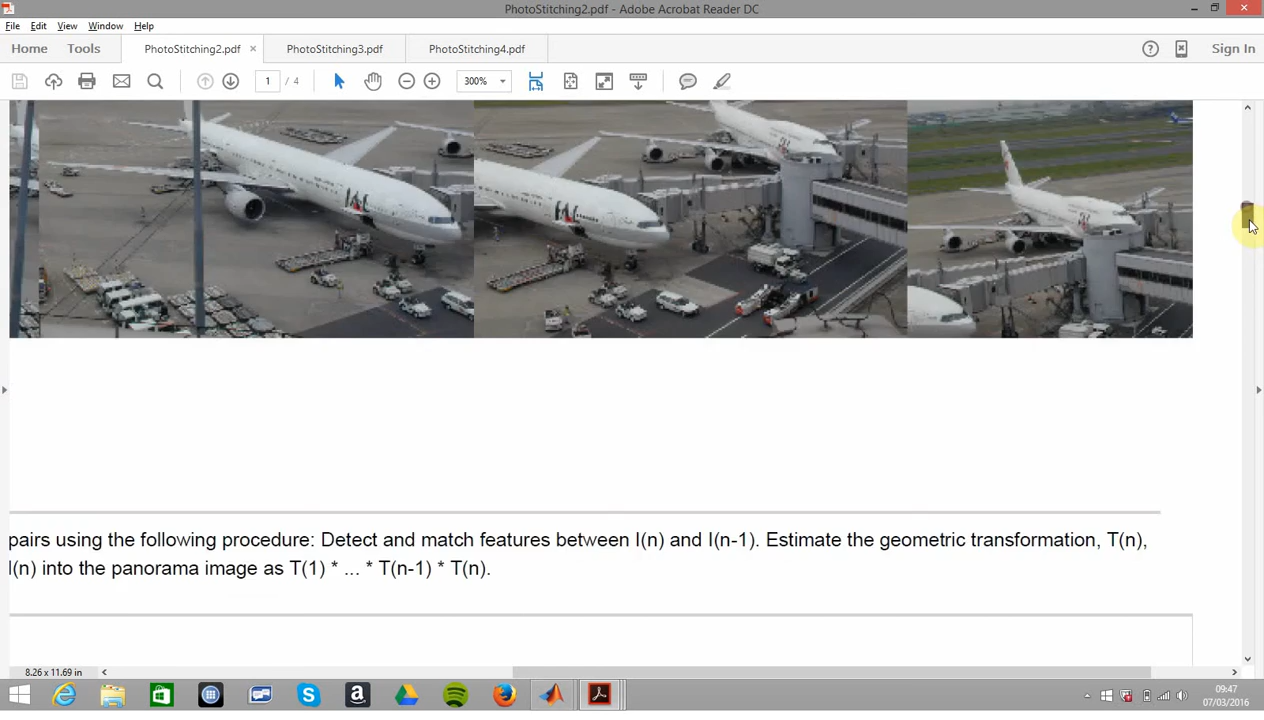 PhotoStitching2.pdf - Adobe Acrobat Reader DC
File Edit View Window Help
Home Tools PhotoStitching2.pdf × PhotoStitching3.pdf PhotoStitching4.pdf Sign In
1 / 4 300%
pairs using the following procedure: Detect and match features between I(n) and I(n-1). Estimate the geometric transformation, T(n),
I(n) into the panorama image as T(1) * ... * T(n-1) * T(n).
8.26 x 11.69 in
09:47
07/03/2016